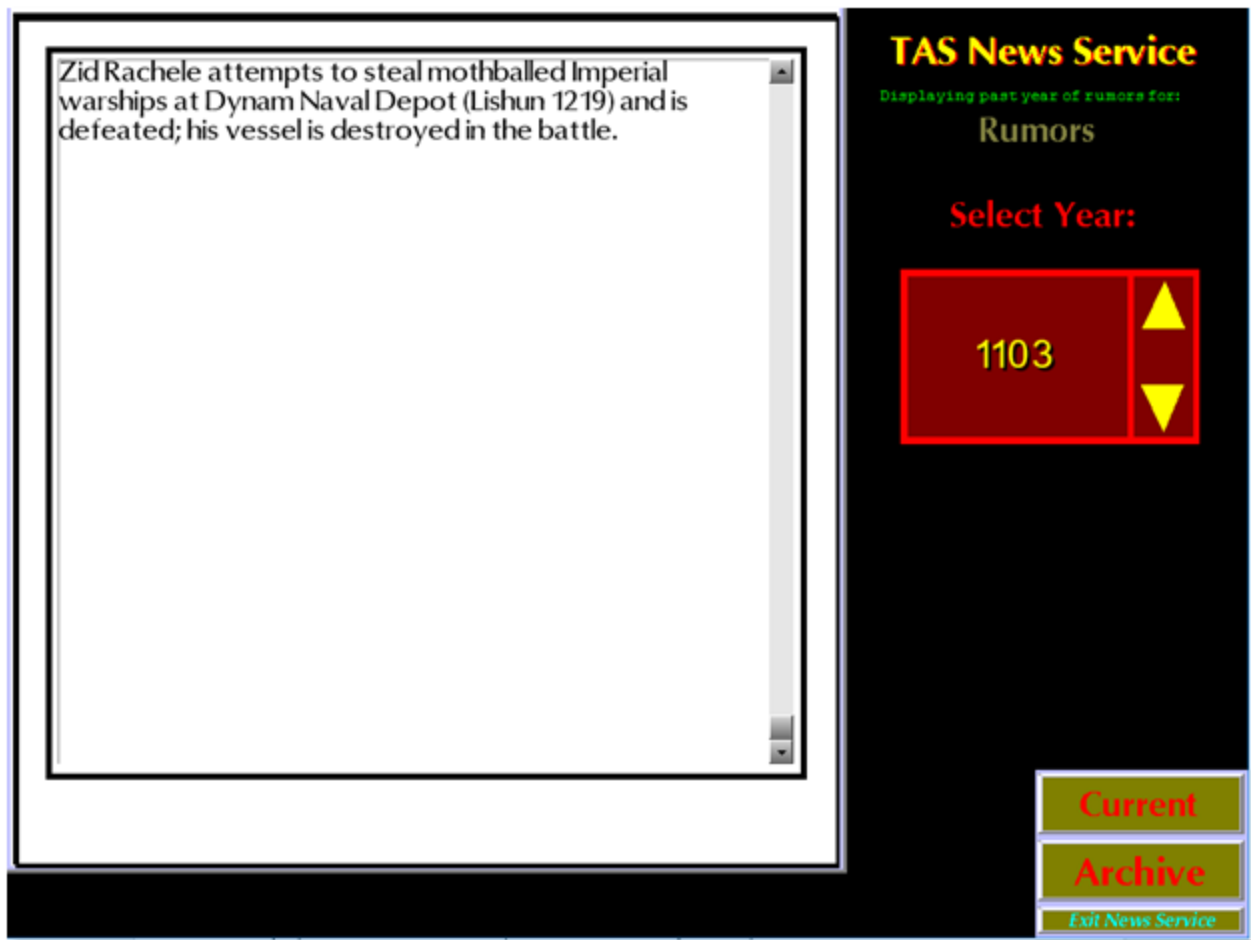 Zid Rachele attempts to steal mothballed Imperial
warships at Dynam Naval Depot (Lishun 1219) and is
defeated; his vessel is destroyed in the battle.
TAS News Service
Displaying past year of rumors for:
Rumors
Select Year:
1103
Current
Archive
Exit News Service